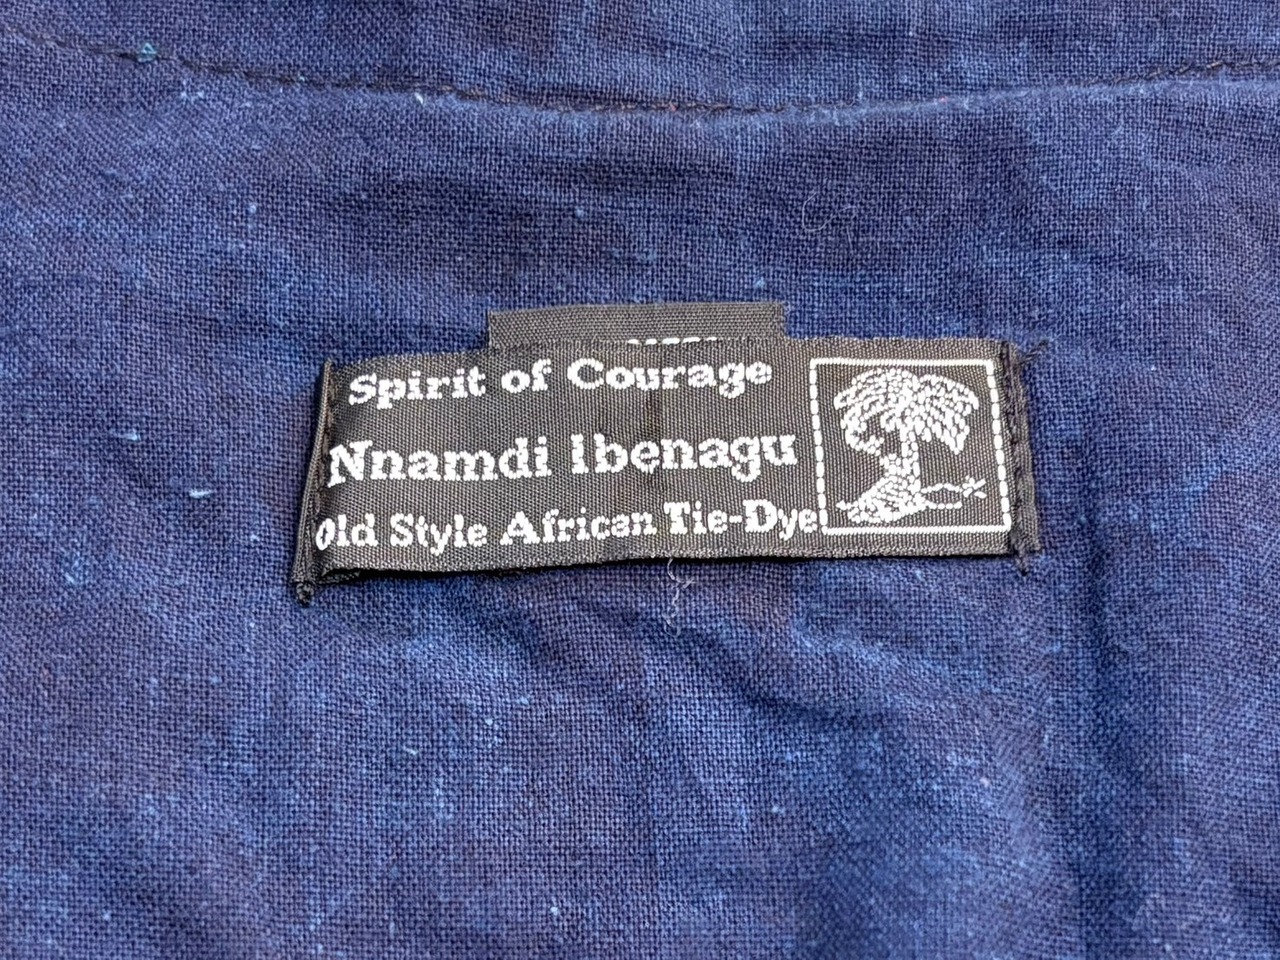 Spirit of Courage
Nnamdi Ibenagu
Old Style African Tie-Dye